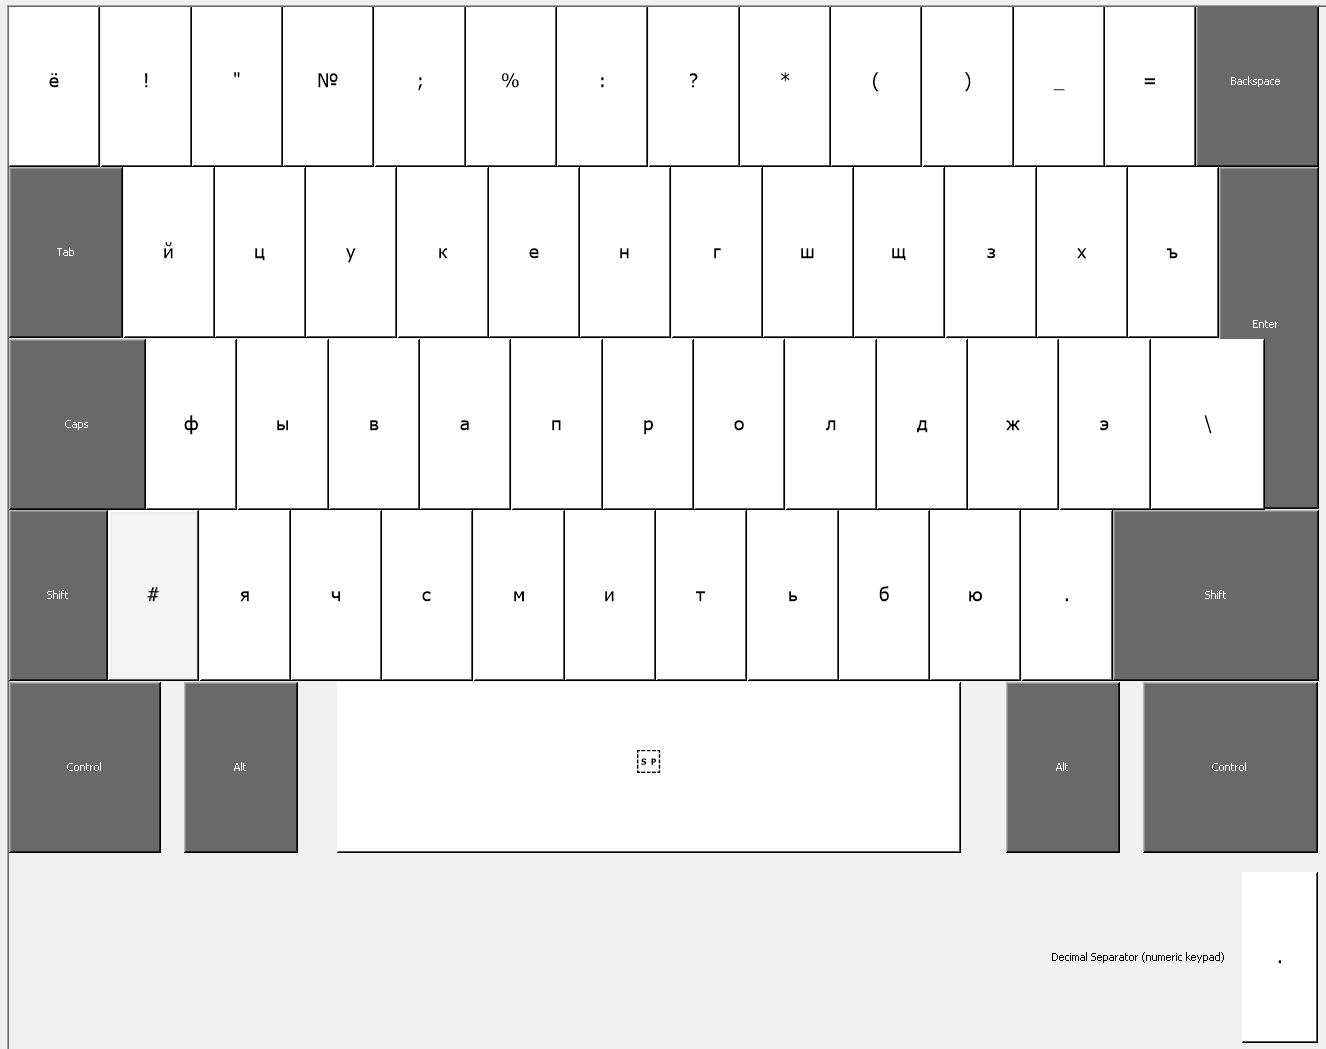 ё ! " № ; % : ? * ( ) _ = Backspace
Tab й ц у к е н г ш щ з х ъ
Enter
Caps ф ы в а п р о л д ж э \
Shift # я ч с м и т ь б ю . Shift
Control Alt SP Alt Control
Decimal Separator (numeric keypad) .